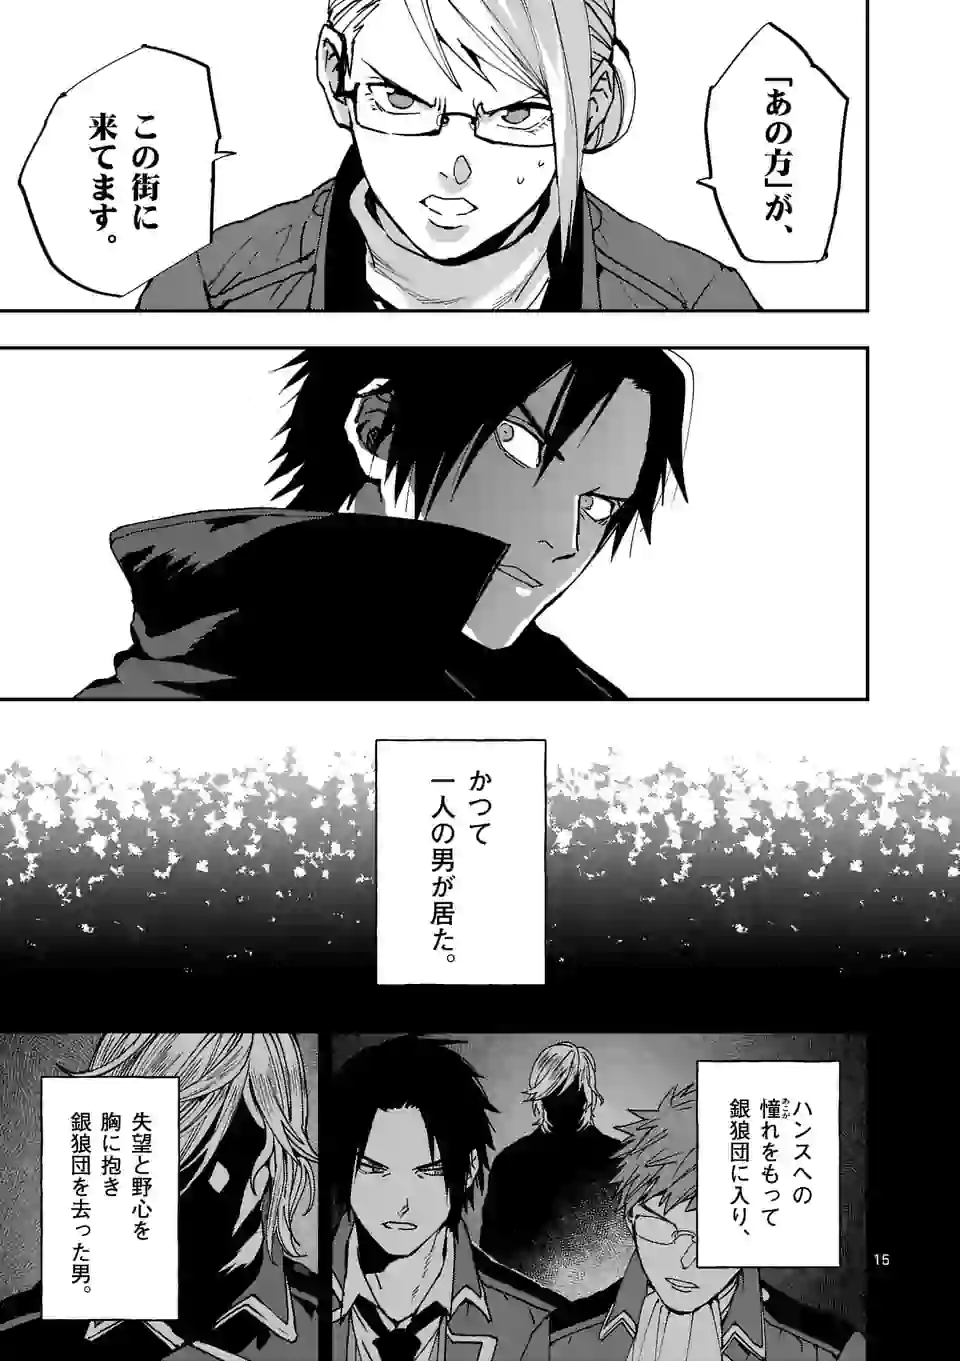 「あの方」が、
この街に
来てます。
かつて
一人の男が居た。
ハンスへの
憧れをもって
あこが
銀狼団に入り、
失望と野心を
胸に抱き
銀狼団を去った男。
15